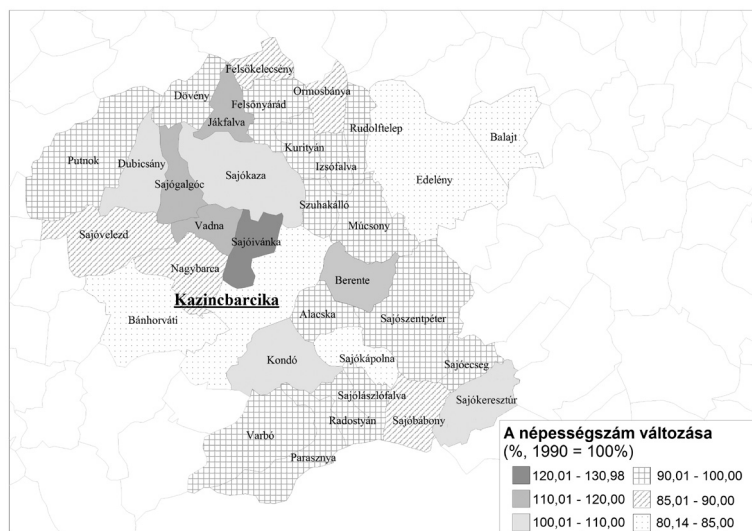 Felsőkelecsény
Dövény
Ormosbánya
Felsőnyárád
Jákfalva
Rudolftelep
Balajt
Putnok
Dubicsány
Kurityán
Izsófalva
Sajógalgóc
Sajókaza
Edelény
Szuhakálló
Múcsony
Sajóvelezd
Vadna
Sajóivánka
Nagybarca
Berente
Kazincbarcika
Bánhorváti
Alacska
Sajószentpéter
Kondó
Sajókápolna
Sajóecseg
Sajólászlófalva
Sajókeresztúr
Radostyán
Sajóbábony
Varbó
Parasznya
A népességszám változása
(%, 1990 = 100%)
120,01 - 130,98
90,01 - 100,00
110,01 - 120,00
85,01 - 90,00
100,01 - 110,00
80,14 - 85,00